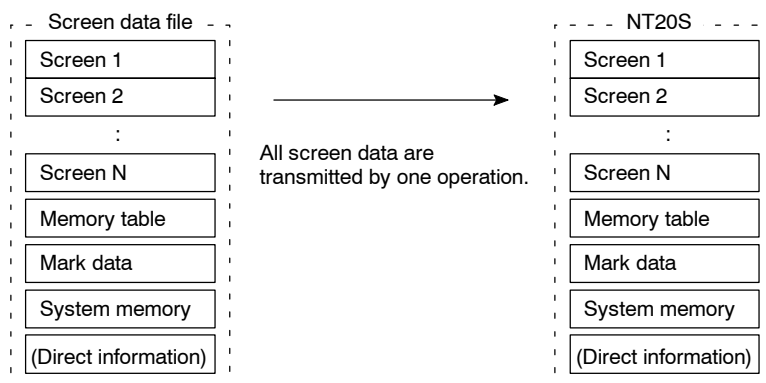 Screen data file
Screen 1
Screen 2
:
Screen N
Memory table
Mark data
System memory
(Direct information)
All screen data are
transmitted by one operation.
NT20S
Screen 1
Screen 2
:
Screen N
Memory table
Mark data
System memory
(Direct information)